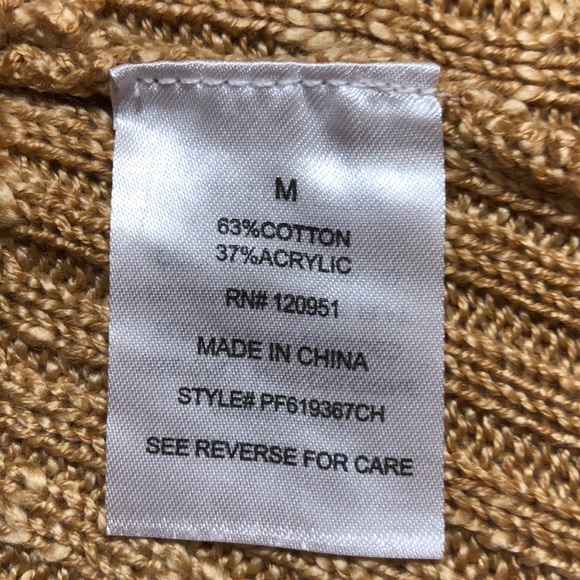 M
63%COTTON
37%ACRYLIC
RN# 120951
MADE IN CHINA
STYLE# PF619367CH
SEE REVERSE FOR CARE